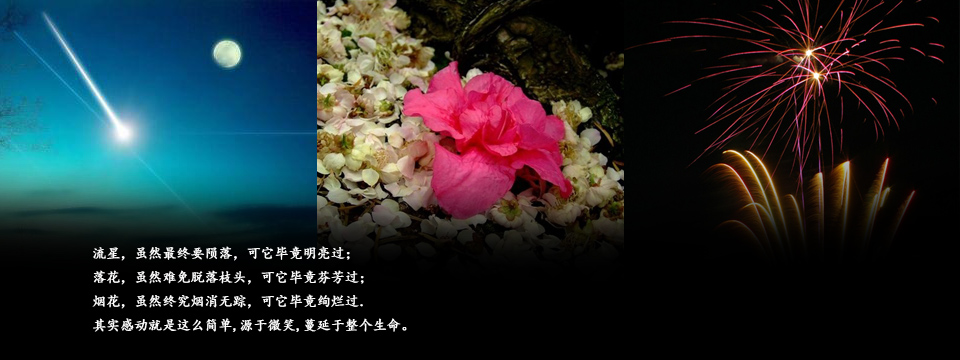 流星，虽然最终要陨落，可它毕竟明亮过；
落花，虽然难免脱落枝头，可它毕竟芬芳过；
烟花，虽然终究烟消无踪，可它毕竟绚烂过.
其实感动就是这么简单,源于微笑,蔓延于整个生命。